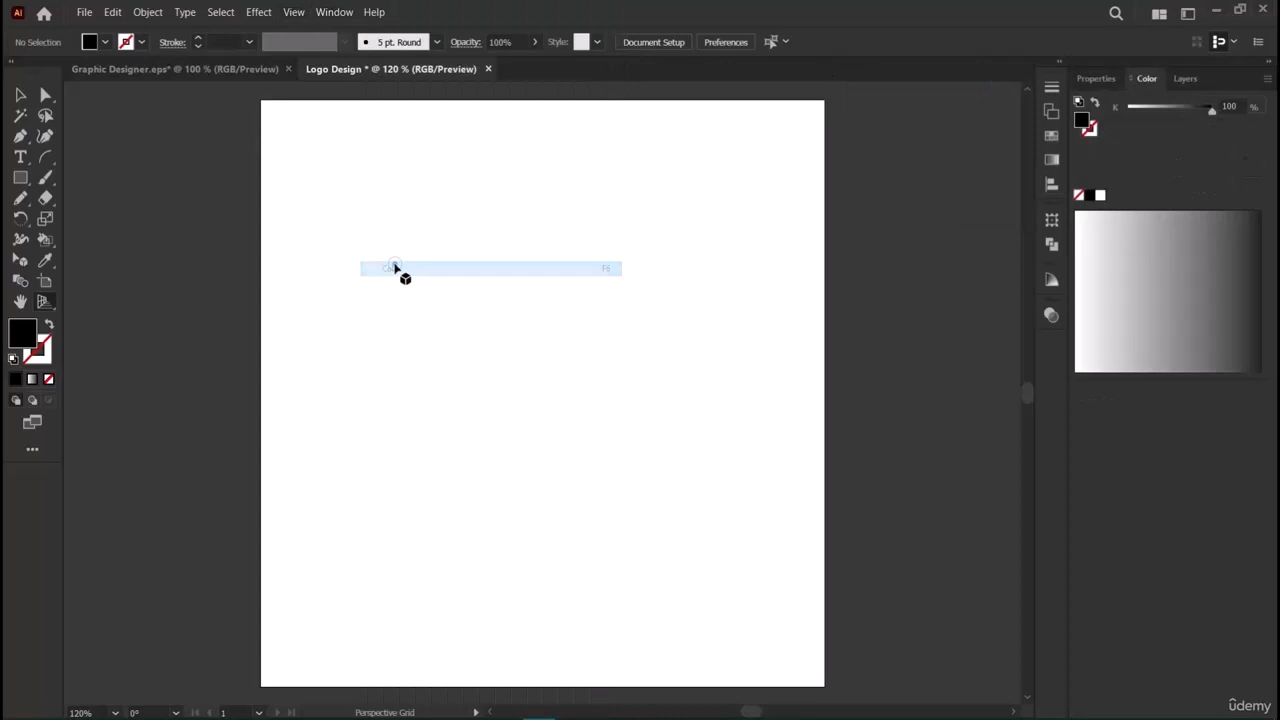 Ai File Edit Object Type Select Effect View Window Help
No Selection Stroke: 5 pt. Round Opacity: 100% Style: Document Setup Preferences
Graphic Designer.eps* @ 100 % (RGB/Preview) × Logo Design * @ 120 % (RGB/Preview) ×
Properties Color Layers
K 100 %
F6
120% 0° 1 Perspective Grid
ûdemy